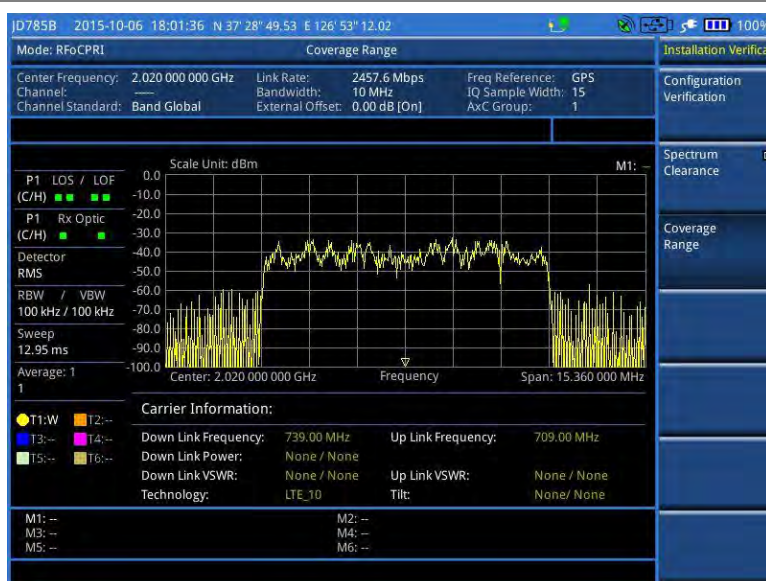 JD785B 2015-10-06 18:01:36 N 37' 28" 49.53 E 126' 53" 12.02 100%
Mode: RFoCPRI Coverage Range
Center Frequency: 2.020 000 000 GHz Link Rate: 2457.6 Mbps Freq Reference: GPS
Channel: ---- Bandwidth: 10 MHz IQ Sample Width: 15
Channel Standard: Band Global External Offset: 0.00 dB [On] AxC Group: 1
Installation Verifica
Configuration
Verification
Spectrum
Clearance
Coverage
Range
Scale Unit: dBm M1: --
P1 LOS / LOF
(C/H)
P1 Rx Optic
(C/H)
Detector
RMS
RBW / VBW
100 kHz / 100 kHz
Sweep
12.95 ms
Average: 1
1
T1:W T2:--
T3:-- T4:--
T5:-- T6:--
0.0
-10.0
-20.0
-30.0
-40.0
-50.0
-60.0
-70.0
-80.0
-90.0
-100.0
Center: 2.020 000 000 GHz Frequency Span: 15.360 000 MHz
Carrier Information:
Down Link Frequency: 739.00 MHz Up Link Frequency: 709.00 MHz
Down Link Power: None / None
Down Link VSWR: None / None Up Link VSWR: None / None
Technology: LTE_10 Tilt: None/ None
M1: -- M2: --
M3: -- M4: --
M5: -- M6: --